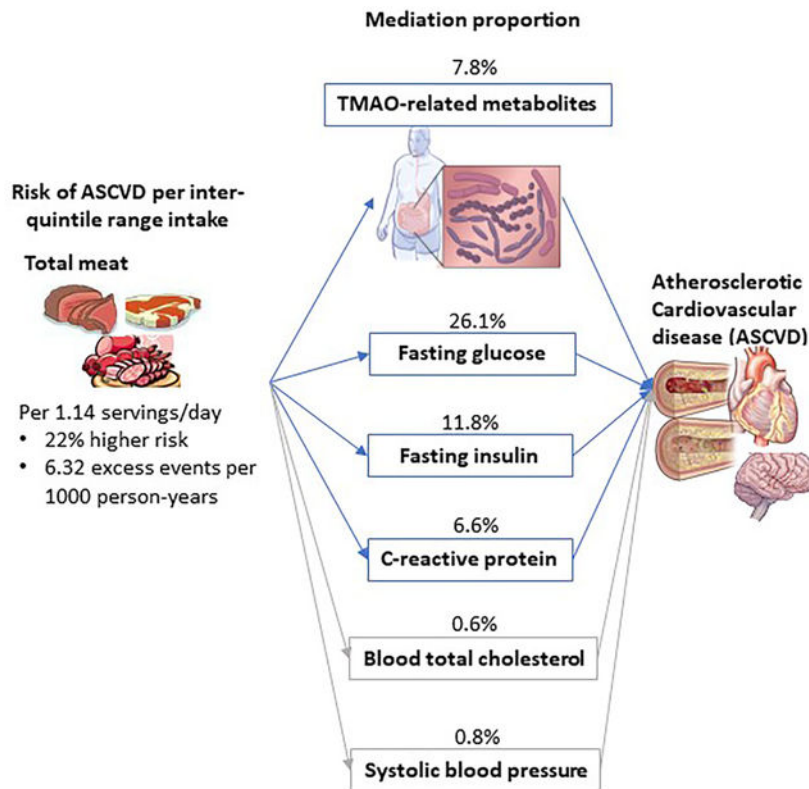 Mediation proportion
7.8%
TMAO-related metabolites
Risk of ASCVD per inter-
quintile range intake
Total meat
Per 1.14 servings/day
• 22% higher risk
• 6.32 excess events per
1000 person-years
26.1%
Fasting glucose
11.8%
Fasting insulin
6.6%
C-reactive protein
0.6%
Blood total cholesterol
0.8%
Systolic blood pressure
Atherosclerotic
Cardiovascular
disease (ASCVD)